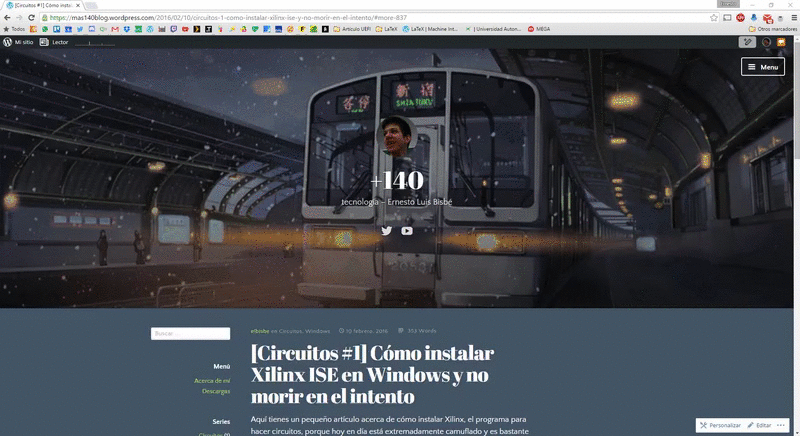 [Circuitos #1] Cómo insta
https://mas140blog.wordpress.com/2016/02/10/circuitos-1-como-instalar-xilinx-ise-y-no-morir-en-el-intento/#more-837
Todos
Artículo UEFI
LaTeX
LaTeX | Machine Int...
| Universidad Auton...
MEGA
Otros marcadores
Mi sitio
Lector
Menu
+140
tecnología – Ernesto Luis Bisbé
Buscar ...
elbisbe en Circuitos, Windows
10 febrero, 2016
353 Words
[Circuitos #1] Cómo instalar
Xilinx ISE en Windows y no
morir en el intento
Menú
Acerca de mi
Descargas
Series
Aquí tienes un pequeño artículo acerca de cómo instalar Xilinx, el programa para
hacer circuitos, porque hoy en día está extremadamente camuflado y es bastante
Personalizar
Editar